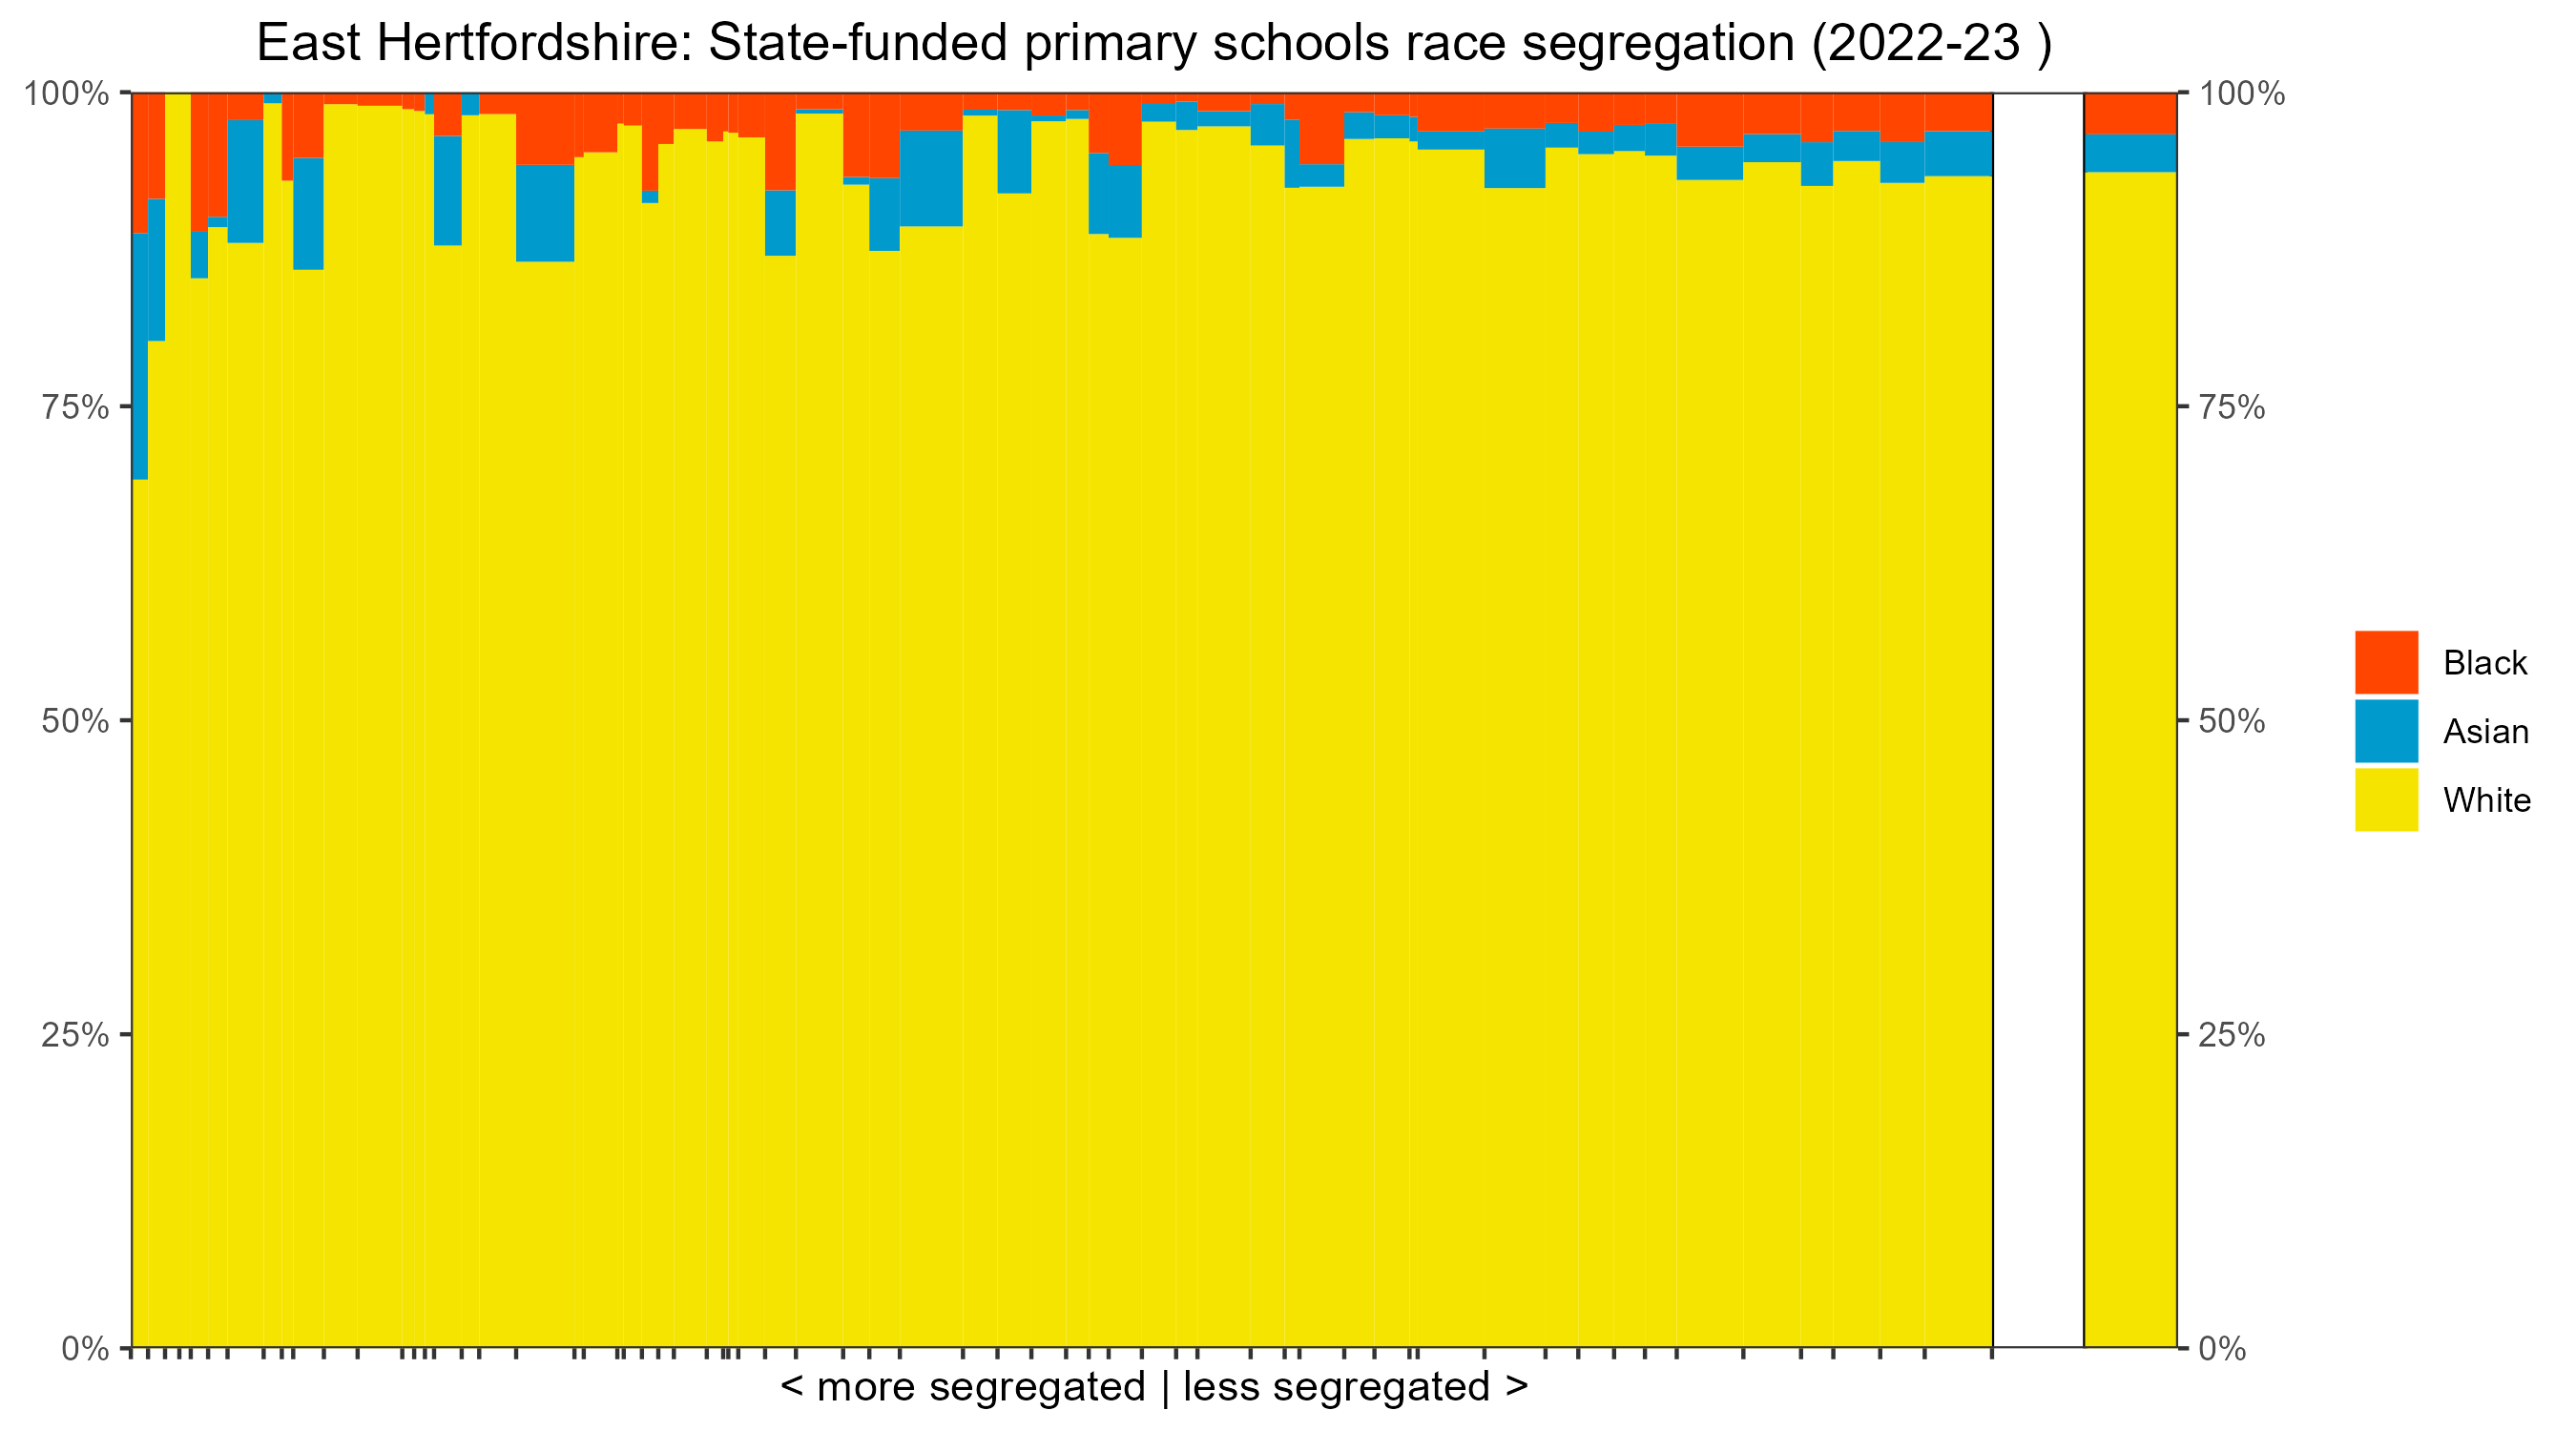 East Hertfordshire: State-funded primary schools race segregation (2022-23 )
100%
75%
50%
25%
0%
100%
75%
50%
25%
0%
Black
Asian
White
< more segregated | less segregated >